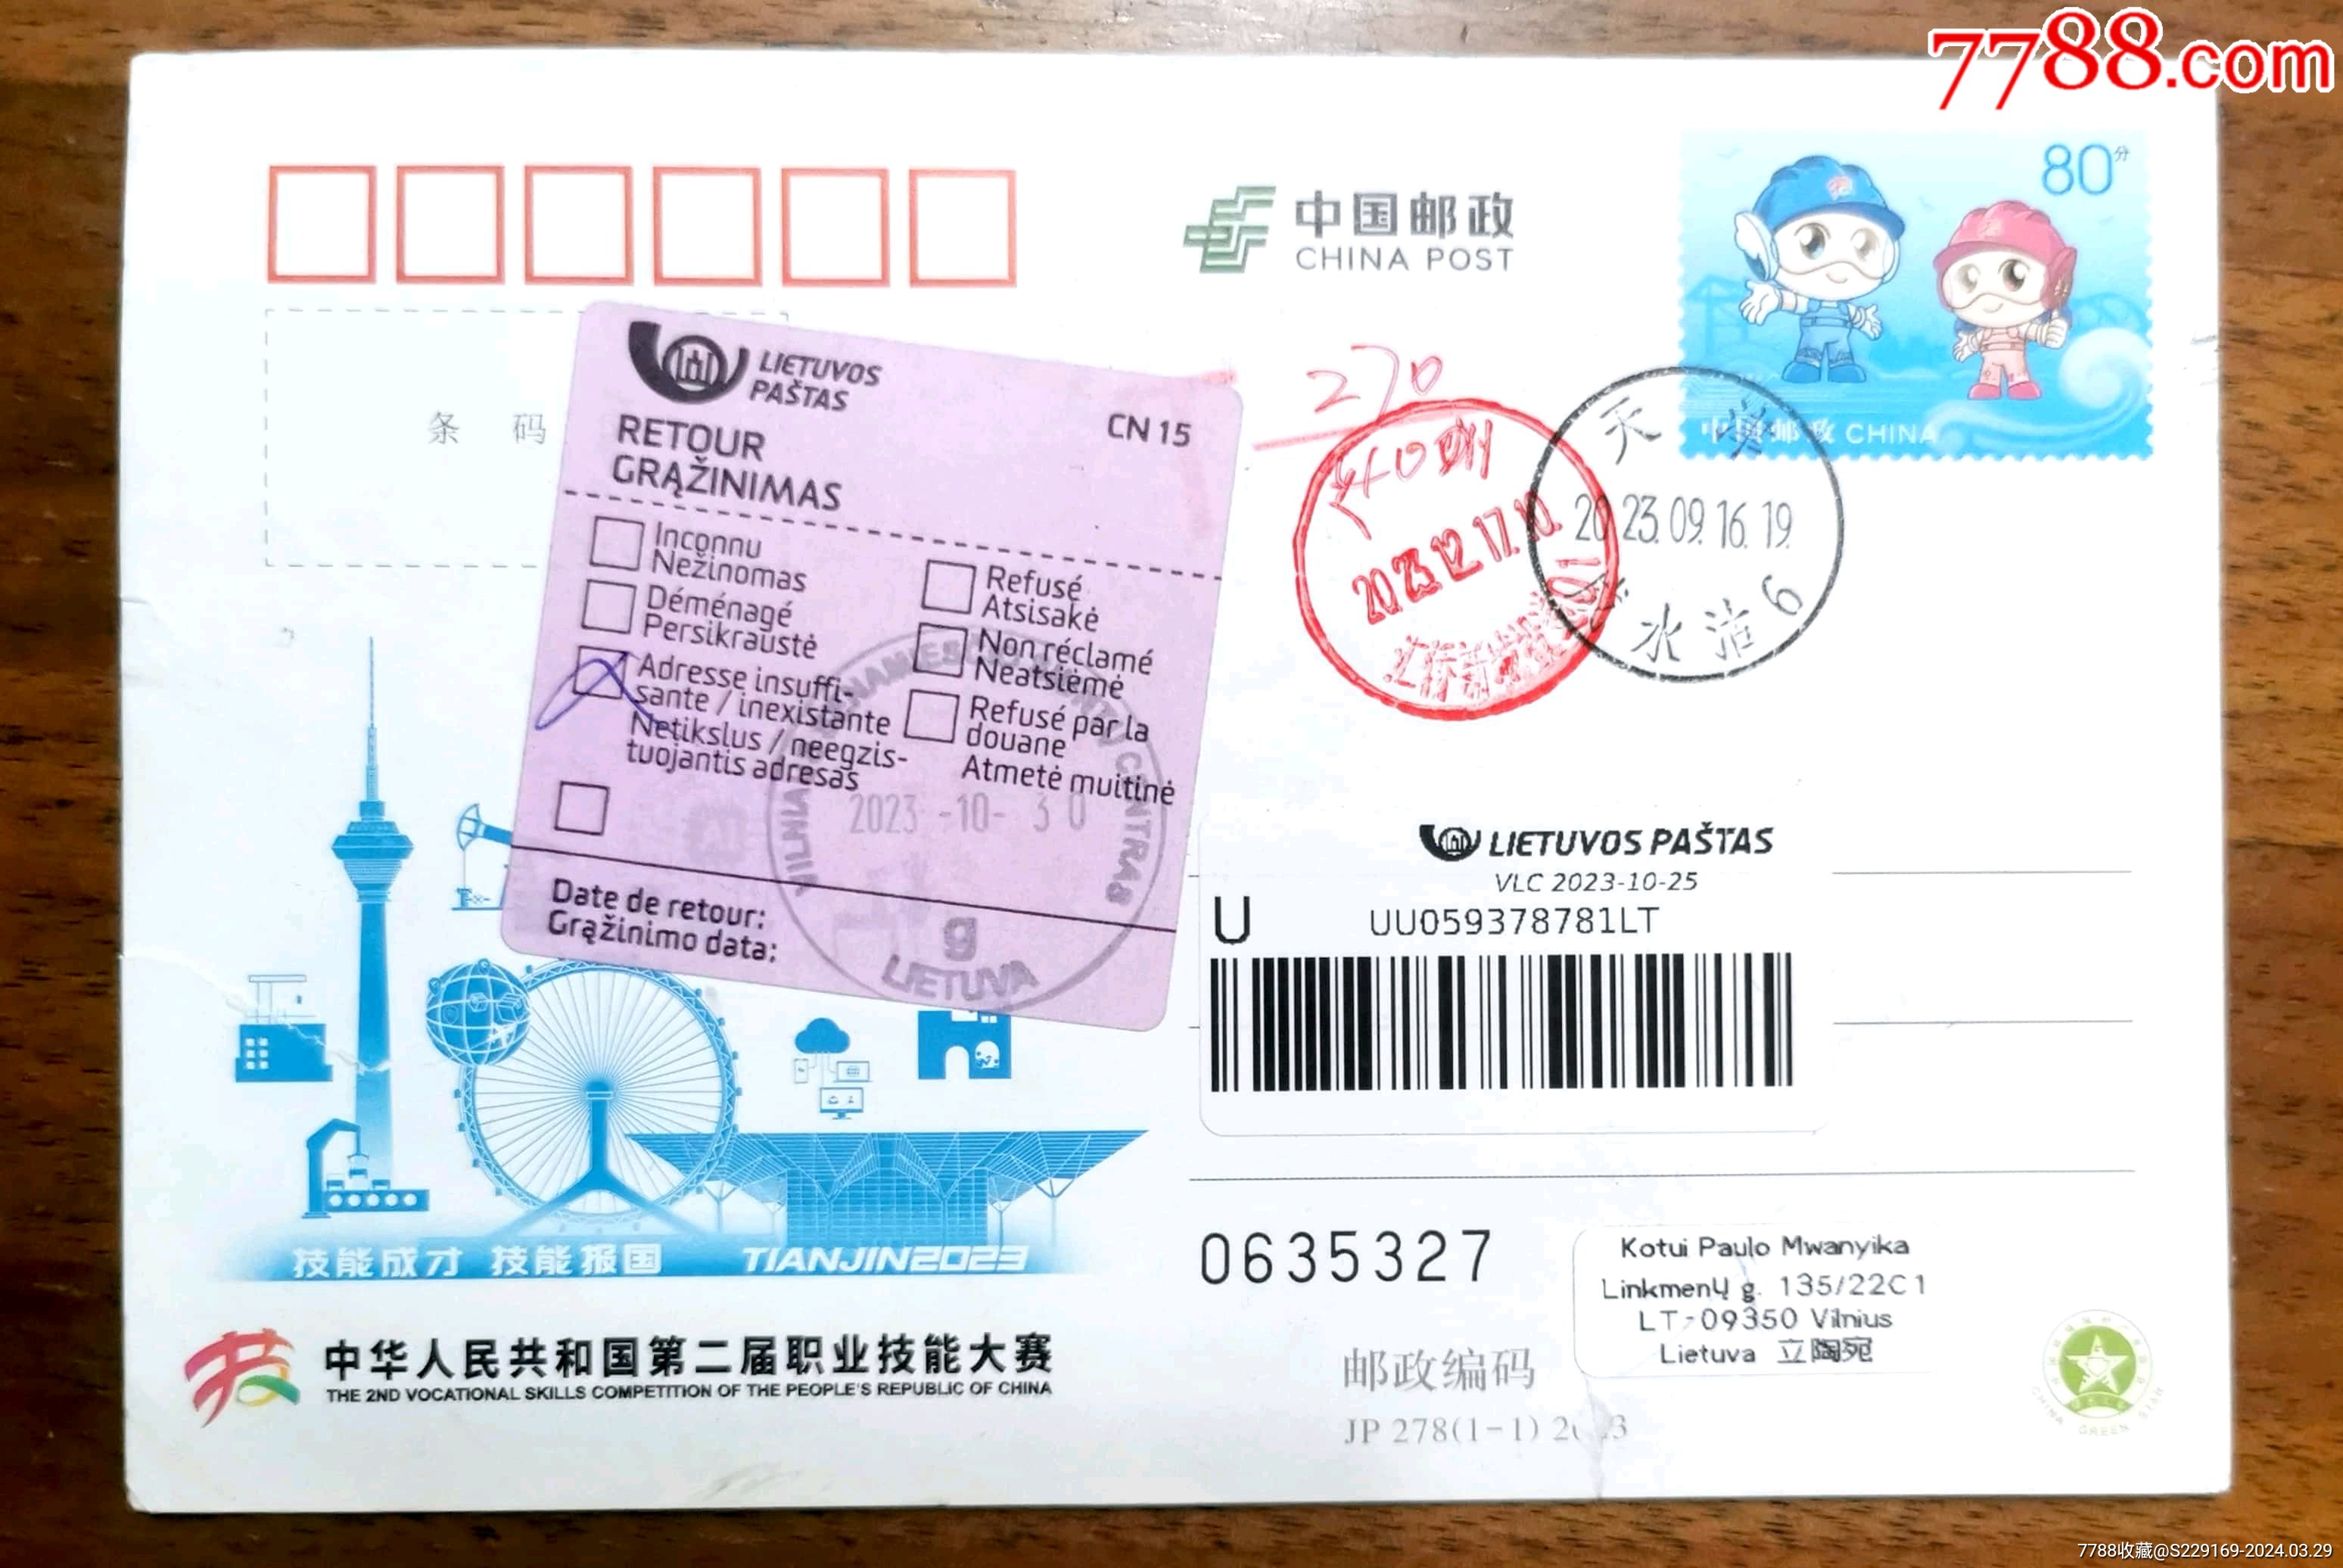 7788.com
80分
中国邮政
CHINA POST
中国邮政 CHINA
条 码
LIETUVOS
PAŠTAS
CN 15
RETOUR
GRĄŽINIMAS
Inconnu
Nežinomas
Déménagé
Persikraustė
Adresse insuffi-
sante / inexistante
Netikslus / neegzis-
tuojantis adresas
Refusé
Atsisakė
Non réclamé
Neatsiėmė
Refusé par la
douane
Atmetė muitinė
Date de retour:
Grąžinimo data:
2023 -10- 30
g
LIETUVA
270
2023.12.17.10
天津
2023.09.16.19
水沽6
LIETUVOS PAŠTAS
VLC 2023-10-25
U
UU059378781LT
技能成才 技能报国 TIANJIN2023
中华人民共和国第二届职业技能大赛
THE 2ND VOCATIONAL SKILLS COMPETITION OF THE PEOPLE'S REPUBLIC OF CHINA
0635327
Kotui Paulo Mwanyika
Linkmenų g. 135/22C1
LT-09350 Vilnius
Lietuva 立陶宛
邮政编码
JP 278(1-1)
CHINA GREEN STAR
7788收藏@S229169-2024.03.29